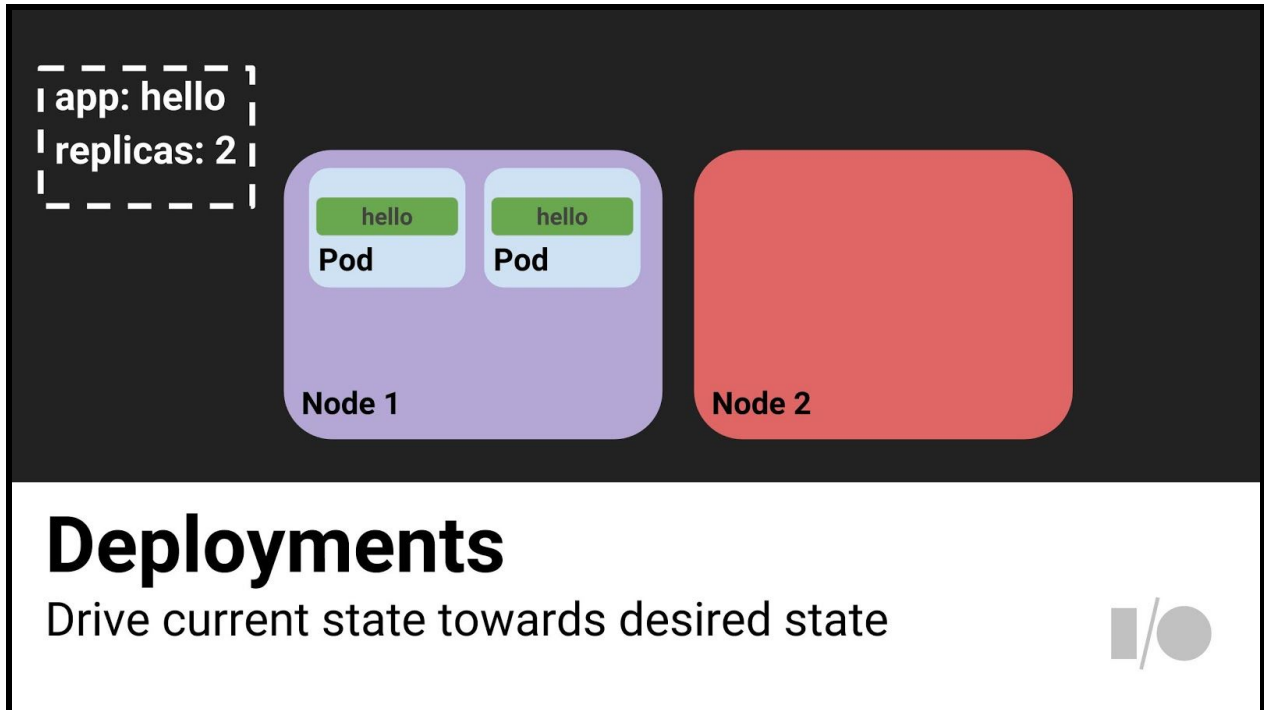 app: hello
replicas: 2
hello
hello
Pod
Pod
Node 1
Node 2
Deployments
Drive current state towards desired state
I/O